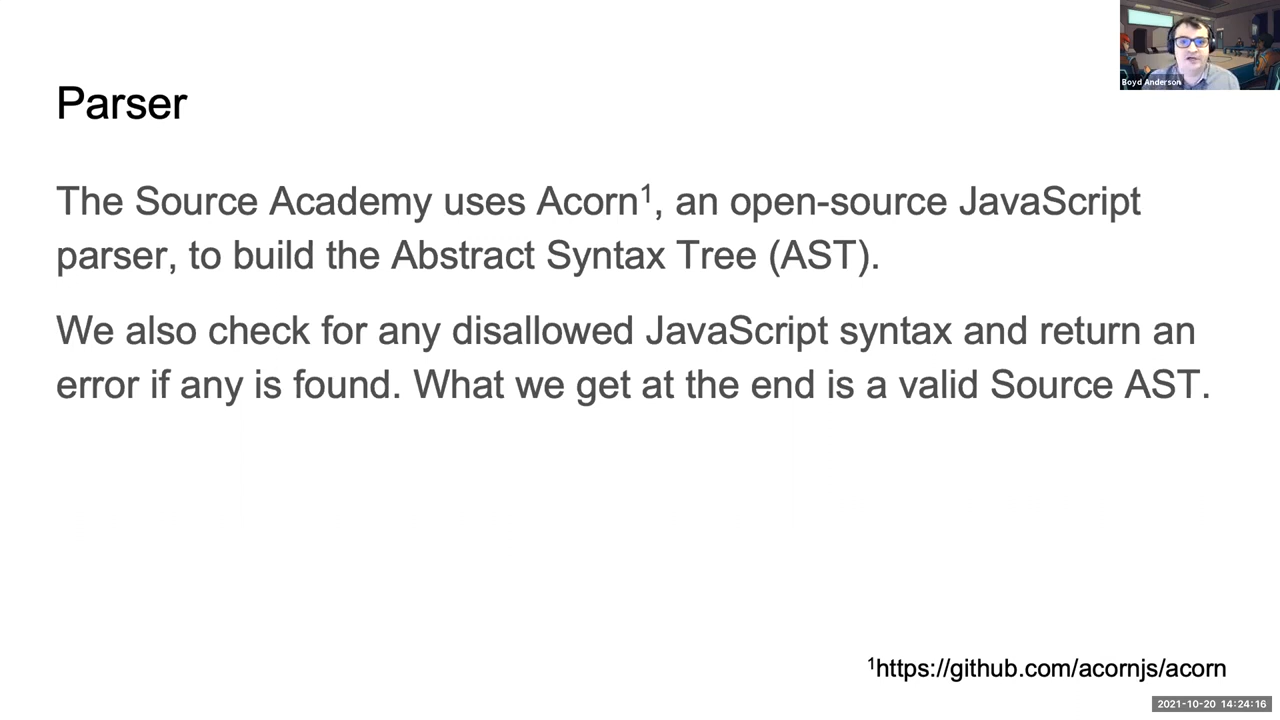 Boyd Anderson
Parser
The Source Academy uses Acorn¹, an open-source JavaScript
parser, to build the Abstract Syntax Tree (AST).
We also check for any disallowed JavaScript syntax and return an
error if any is found. What we get at the end is a valid Source AST.
¹https://github.com/acornjs/acorn
2021-10-20 14:24:16